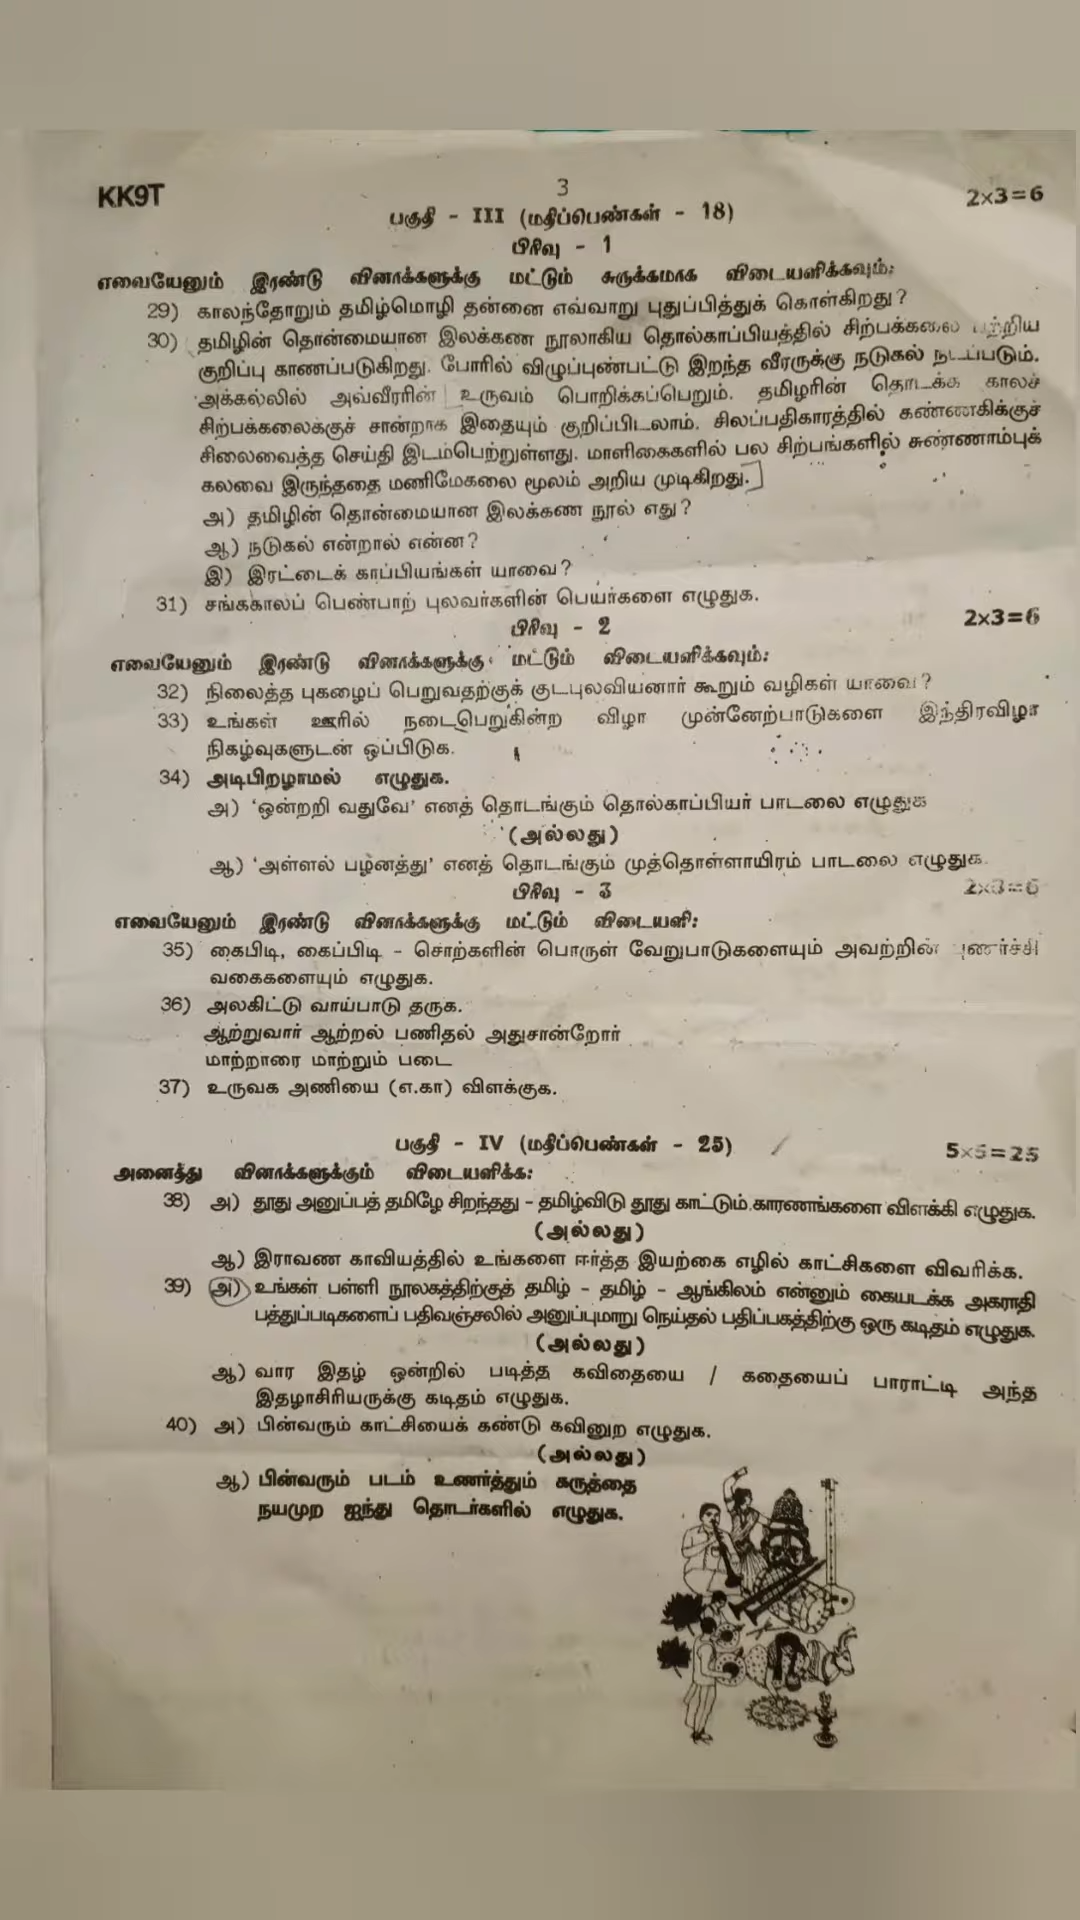 KK9T
3
2×3=6
பகுதி - III (மதிப்பெண்கள் - 18)
பிரிவு - 1
எவையேனும் இரண்டு வினாக்களுக்கு மட்டும் சுருக்கமாக விடையளிக்கவும்:
29) காலந்தோறும் தமிழ்மொழி தன்னை எவ்வாறு புதுப்பித்துக் கொள்கிறது?
30) தமிழின் தொன்மையான இலக்கண நூலாகிய தொல்காப்பியத்தில் சிற்பக்கலை பற்றிய
குறிப்பு காணப்படுகிறது. போரில் விழுப்புண்பட்டு இறந்த வீரருக்கு நடுகல் நடப்படும்.
அக்கல்லில் அவ்வீரரின் உருவம் பொறிக்கப்பெறும். தமிழரின் தொடக்க காலச்
சிற்பக்கலைக்குச் சான்றாக இதையும் குறிப்பிடலாம். சிலப்பதிகாரத்தில் கண்ணகிக்குச்
சிலைவைத்த செய்தி இடம்பெற்றுள்ளது. மாளிகைகளில் பல சிற்பங்களில் சுண்ணாம்புக்
கலவை இருந்ததை மணிமேகலை மூலம் அறிய முடிகிறது.
அ) தமிழின் தொன்மையான இலக்கண நூல் எது?
ஆ) நடுகல் என்றால் என்ன?
இ) இரட்டைக் காப்பியங்கள் யாவை?
31) சங்ககாலப் பெண்பாற் புலவர்களின் பெயர்களை எழுதுக.
பிரிவு - 2
2×3=6
எவையேனும் இரண்டு வினாக்களுக்கு மட்டும் விடையளிக்கவும்:
32) நிலைத்த புகழைப் பெறுவதற்குக் குடபுலவியனார் கூறும் வழிகள் யாவை?
33) உங்கள் ஊரில் நடைபெறுகின்ற விழா முன்னேற்பாடுகளை இந்திரவிழா
நிகழ்வுகளுடன் ஒப்பிடுக.
34) அடிபிறழாமல் எழுதுக.
அ) 'ஒன்றறி வதுவே' எனத் தொடங்கும் தொல்காப்பியர் பாடலை எழுதுக
(அல்லது)
ஆ) 'அள்ளல் பழனத்து' எனத் தொடங்கும் முத்தொள்ளாயிரம் பாடலை எழுதுக.
பிரிவு - 3
2×3=6
எவையேனும் இரண்டு வினாக்களுக்கு மட்டும் விடையளி:
35) கைபிடி, கைப்பிடி - சொற்களின் பொருள் வேறுபாடுகளையும் அவற்றின் புணர்ச்சி
வகைகளையும் எழுதுக.
36) அலகிட்டு வாய்பாடு தருக.
ஆற்றுவார் ஆற்றல் பணிதல் அதுசான்றோர்
மாற்றாரை மாற்றும் படை
37) உருவக அணியை (எ.கா) விளக்குக.
பகுதி - IV (மதிப்பெண்கள் - 25)
5×5=25
அனைத்து வினாக்களுக்கும் விடையளிக்க:
38) அ) தூது அனுப்பத் தமிழே சிறந்தது - தமிழ்விடு தூது காட்டும் காரணங்களை விளக்கி எழுதுக.
(அல்லது)
ஆ) இராவண காவியத்தில் உங்களை ஈர்த்த இயற்கை எழில் காட்சிகளை விவரிக்க.
39) அ) உங்கள் பள்ளி நூலகத்திற்குத் தமிழ் - தமிழ் - ஆங்கிலம் என்னும் கையடக்க அகராதி
பத்துப்படிகளைப் பதிவஞ்சலில் அனுப்புமாறு நெய்தல் பதிப்பகத்திற்கு ஒரு கடிதம் எழுதுக.
(அல்லது)
ஆ) வார இதழ் ஒன்றில் படித்த கவிதையை / கதையைப் பாராட்டி அந்த
இதழாசிரியருக்கு கடிதம் எழுதுக.
40) அ) பின்வரும் காட்சியைக் கண்டு கவினுற எழுதுக.
(அல்லது)
ஆ) பின்வரும் படம் உணர்த்தும் கருத்தை
நயமுற ஐந்து தொடர்களில் எழுதுக.